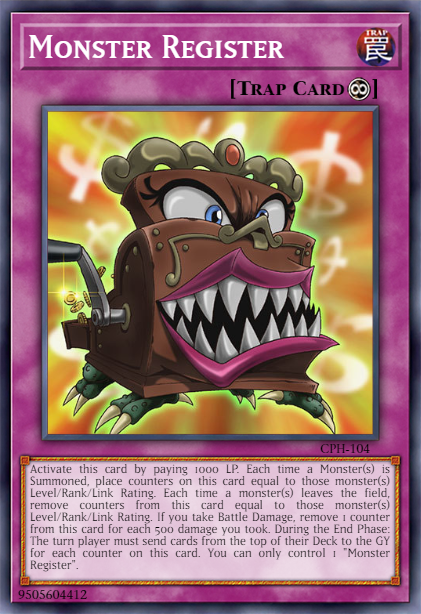 Monster Register
TRAP
罠
[Trap Card]
CPH-104
Activate this card by paying 1000 LP. Each time a Monster(s) is
Summoned, place counters on this card equal to those monster(s)
Level/Rank/Link Rating. Each time a monster(s) leaves the field,
remove counters from this card equal to those monster(s)
Level/Rank/Link Rating. If you take Battle Damage, remove 1 counter
from this card for each 500 damage you took. During the End Phase:
The turn player must send cards from the top of their Deck to the GY
for each counter on this card. You can only control 1 "Monster
Register".
9505604412